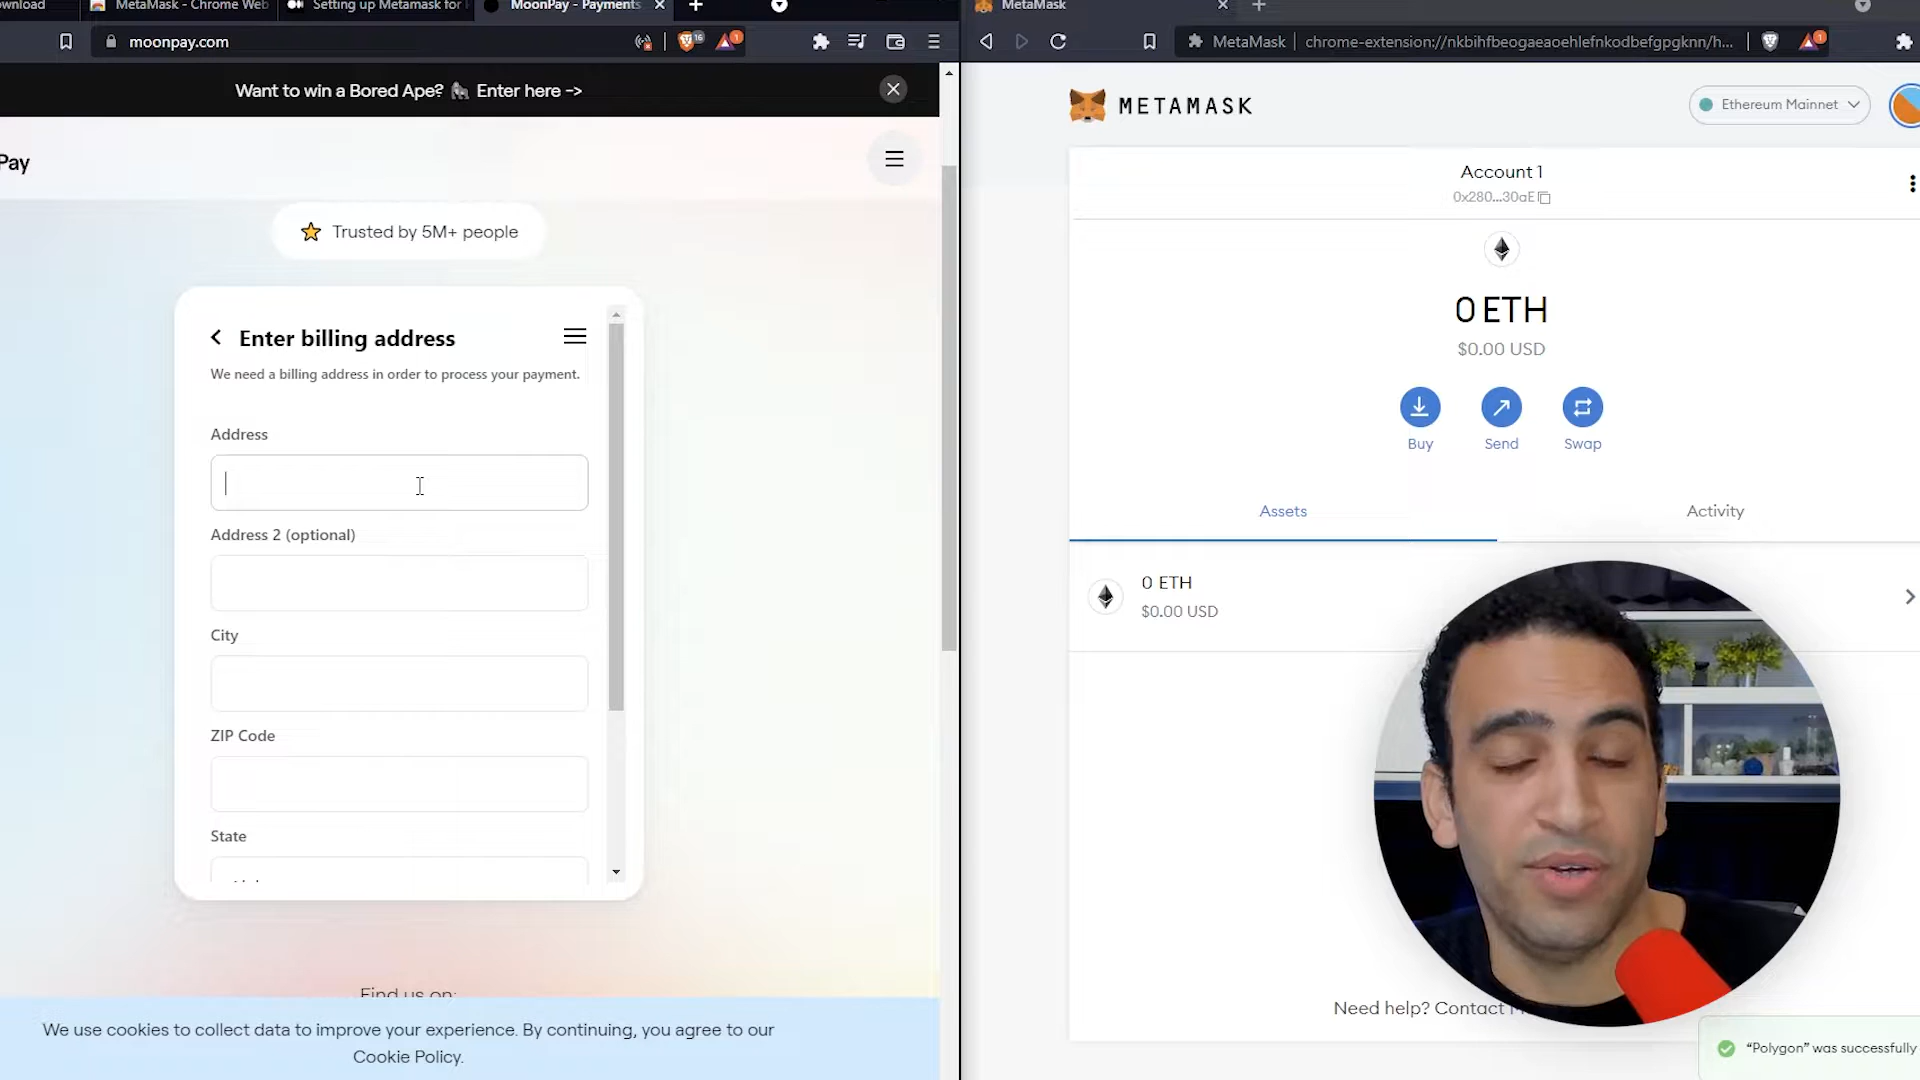 wnload
MetaMask - Chrome Web
Setting up Metamask for
MoonPay - Payments
MetaMask
moonpay.com
16
1
MetaMask
chrome-extension://nkbihfbeogaeaoehlefnkodbefgpgknn/h...
1
Want to win a Bored Ape? 🦍 Enter here ->
Pay
METAMASK
Ethereum Mainnet
Trusted by 5M+ people
Account 1
0x280...30aE
0 ETH
$0.00 USD
Enter billing address
We need a billing address in order to process your payment.
Buy
Send
Swap
Address
Address 2 (optional)
City
ZIP Code
State
Assets
Activity
0 ETH
$0.00 USD
Find us on:
We use cookies to collect data to improve your experience. By continuing, you agree to our
Cookie Policy.
Need help? Contact
"Polygon" was successfully